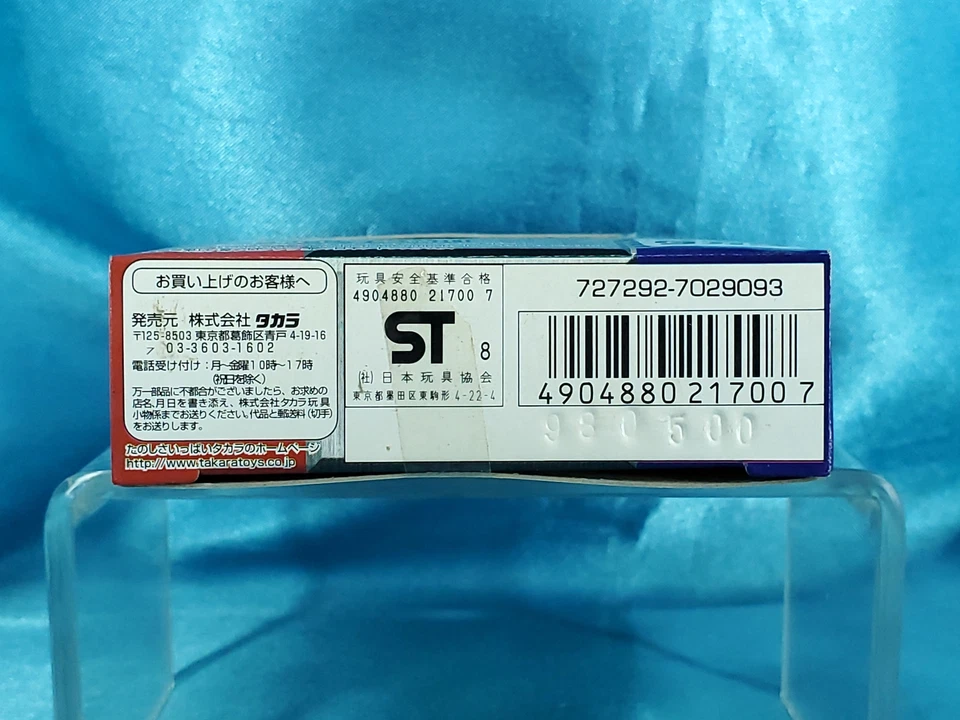 お買い上げのお客様へ
発売元 株式会社 タカラ
〒125-8503 東京都葛飾区青戸 4-19-16
03-3603-1602
電話受け付け：月～金曜10時～17時
(祝日を除く)
万一部品に不都合がございましたら、お求めの
店名、月日を書き添え、株式会社タカラ玩具
小物係までお送りください。代品と郵送料(切手)
をお送りします。
たのしさいっぱいタカラのホームページ
http://www.takaratoys.co.jp
玩具安全基準合格
4904880 21700 7
ST 8
(社)日本玩具協会
東京都墨田区東駒形 4-22-4
727292-7029093
4904880 21700 7
980 500